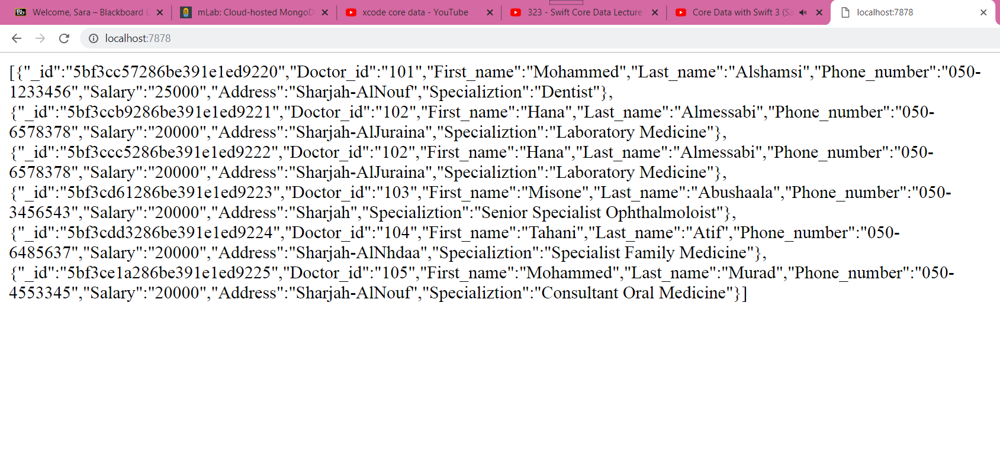 Bb Welcome, Sara – Blackboard L
mLab: Cloud-hosted MongoD
xcode core data - YouTube
323 - Swift Core Data Lecture
Core Data with Swift 3 (Sa
localhost:7878
localhost:7878
[{"_id":"5bf3cc57286be391e1ed9220","Doctor_id":"101","First_name":"Mohammed","Last_name":"Alshamsi","Phone_number":"050-
1233456","Salary":"25000","Address":"Sharjah-AlNouf","Specializtion":"Dentist"},
{"_id":"5bf3ccb9286be391e1ed9221","Doctor_id":"102","First_name":"Hana","Last_name":"Almessabi","Phone_number":"050-
6578378","Salary":"20000","Address":"Sharjah-AlJuraina","Specializtion":"Laboratory Medicine"},
{"_id":"5bf3ccc5286be391e1ed9222","Doctor_id":"102","First_name":"Hana","Last_name":"Almessabi","Phone_number":"050-
6578378","Salary":"20000","Address":"Sharjah-AlJuraina","Specializtion":"Laboratory Medicine"},
{"_id":"5bf3cd61286be391e1ed9223","Doctor_id":"103","First_name":"Misone","Last_name":"Abushaala","Phone_number":"050-
3456543","Salary":"20000","Address":"Sharjah","Specializtion":"Senior Specialist Ophthalmoloist"},
{"_id":"5bf3cdd3286be391e1ed9224","Doctor_id":"104","First_name":"Tahani","Last_name":"Atif","Phone_number":"050-
6485637","Salary":"20000","Address":"Sharjah-AlNhdaa","Specializtion":"Specialist Family Medicine"},
{"_id":"5bf3ce1a286be391e1ed9225","Doctor_id":"105","First_name":"Mohammed","Last_name":"Murad","Phone_number":"050-
4553345","Salary":"20000","Address":"Sharjah-AlNouf","Specializtion":"Consultant Oral Medicine"}]